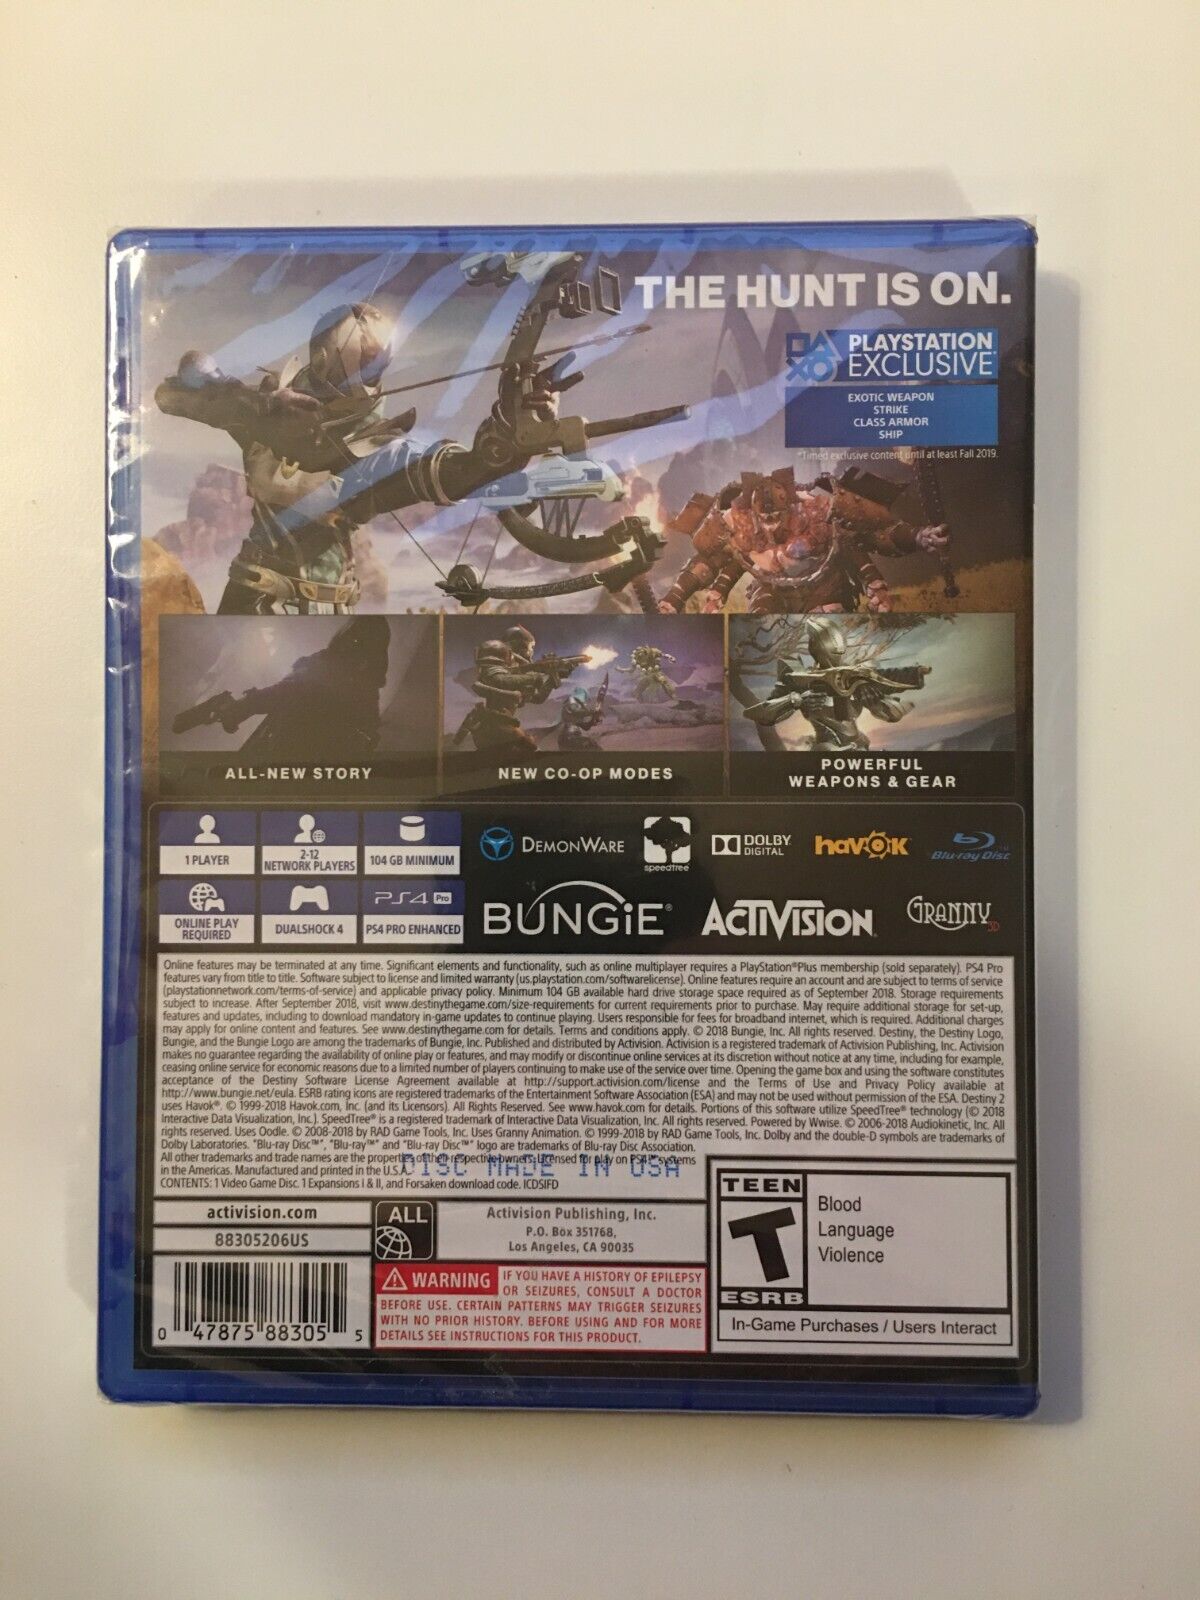 THE HUNT IS ON.
PLAYSTATION
EXCLUSIVE
EXOTIC WEAPON
STRIKE
CLASS ARMOR
SHIP
*Timed exclusive content until at least Fall 2019.
ALL-NEW STORY
NEW CO-OP MODES
POWERFUL
WEAPONS & GEAR
1 PLAYER
2-12
NETWORK PLAYERS
104 GB MINIMUM
DEMONWARE
speedtree
DOLBY
DIGITAL
havok
Blu-ray Disc
ONLINE PLAY
REQUIRED
DUALSHOCK 4
PS4 Pro
PS4 PRO ENHANCED
BUNGiE®
ACTIVISION.
GRANNY 3D
Online features may be terminated at any time. Significant elements and functionality, such as online multiplayer requires a PlayStation®Plus membership (sold separately). PS4 Pro
features vary from title to title. Software subject to license and limited warranty (us.playstation.com/softwarelicense). Online features require an account and are subject to terms of service
(playstationnetwork.com/terms-of-service) and applicable privacy policy. Minimum 104 GB available hard drive storage space required as of September 2018. Storage requirements
subject to increase. After September 2018, visit www.destinythegame.com/size-requirements for current requirements prior to purchase. May require additional storage for set-up,
features and updates, including to download mandatory in-game updates to continue playing. Users responsible for fees for broadband internet, which is required. Additional charges
may apply for online content and features. See www.destinythegame.com for details. Terms and conditions apply. © 2018 Bungie, Inc. All rights reserved. Destiny, the Destiny Logo,
Bungie, and the Bungie Logo are among the trademarks of Bungie, Inc. Published and distributed by Activision. Activision is a registered trademark of Activision Publishing, Inc. Activision
makes no guarantee regarding the availability of online play or features, and may modify or discontinue online services at its discretion without notice at any time, including for example,
ceasing online service for economic reasons due to a limited number of players continuing to make use of the service over time. Opening the game box and using the software constitutes
acceptance of the Destiny Software License Agreement available at http://support.activision.com/license and the Terms of Use and Privacy Policy available at
http://www.bungie.net/eula. ESRB rating icons are registered trademarks of the Entertainment Software Association (ESA) and may not be used without permission of the ESA. Destiny 2
uses Havok®. © 1999-2018 Havok.com, Inc. (and its Licensors). All Rights Reserved. See www.havok.com for details. Portions of this software utilize SpeedTree® technology (© 2018
Interactive Data Visualization, Inc.). SpeedTree® is a registered trademark of Interactive Data Visualization, Inc. All rights reserved. Powered by Wwise. © 2006-2018 Audiokinetic, Inc. All
rights reserved. Uses Oodle. © 2008-2018 by RAD Game Tools, Inc. Uses Granny Animation. © 1999-2018 by RAD Game Tools, Inc. Dolby and the double-D symbols are trademarks of
Dolby Laboratories. "Blu-ray Disc™", "Blu-ray™" and "Blu-ray Disc™" logo are trademarks of Blu-ray Disc Association.
All other trademarks and trade names are the properties of their respective owners. Licensed for play on PS4™ systems
in the Americas. Manufactured and printed in the U.S.A.
DISC MADE IN USA
CONTENTS: 1 Video Game Disc. 1 Expansions I & II, and Forsaken download code. ICDSIFD
activision.com
88305206US
ALL
Activision Publishing, Inc.
P.O. Box 351768,
Los Angeles, CA 90035
WARNING IF YOU HAVE A HISTORY OF EPILEPSY
OR SEIZURES, CONSULT A DOCTOR
BEFORE USE. CERTAIN PATTERNS MAY TRIGGER SEIZURES
WITH NO PRIOR HISTORY. BEFORE USING AND FOR MORE
DETAILS SEE INSTRUCTIONS FOR THIS PRODUCT.
0 47875 88305 5
TEEN
T
ESRB
Blood
Language
Violence
In-Game Purchases / Users Interact